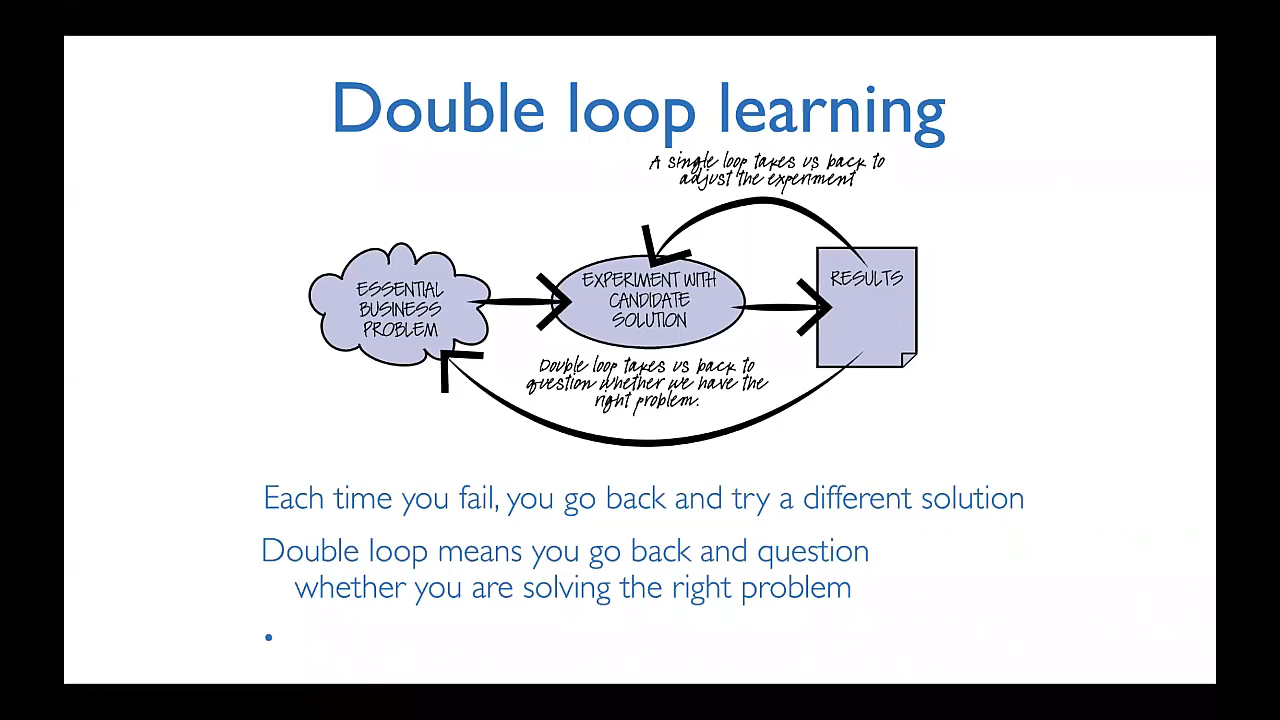 Double loop learning
A single loop takes us back to
adjust the experiment
ESSENTIAL
BUSINESS
PROBLEM
EXPERIMENT WITH
CANDIDATE
SOLUTION
RESULTS
Double loop takes us back to
question whether we have the
right problem.
Each time you fail, you go back and try a different solution
Double loop means you go back and question
whether you are solving the right problem
•